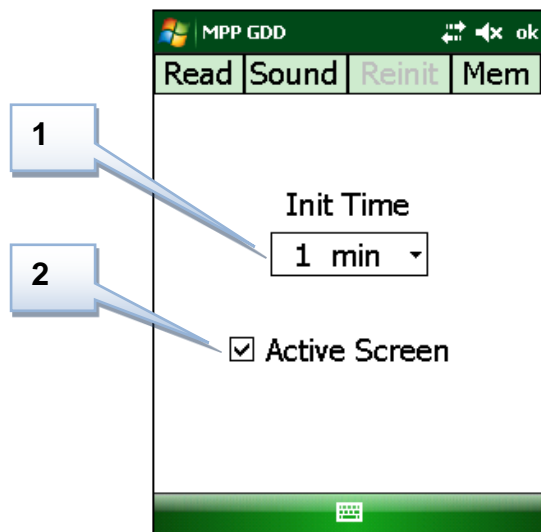 MPP GDD ok
Read Sound Reinit Mem
1
Init Time
1 min
2
Active Screen